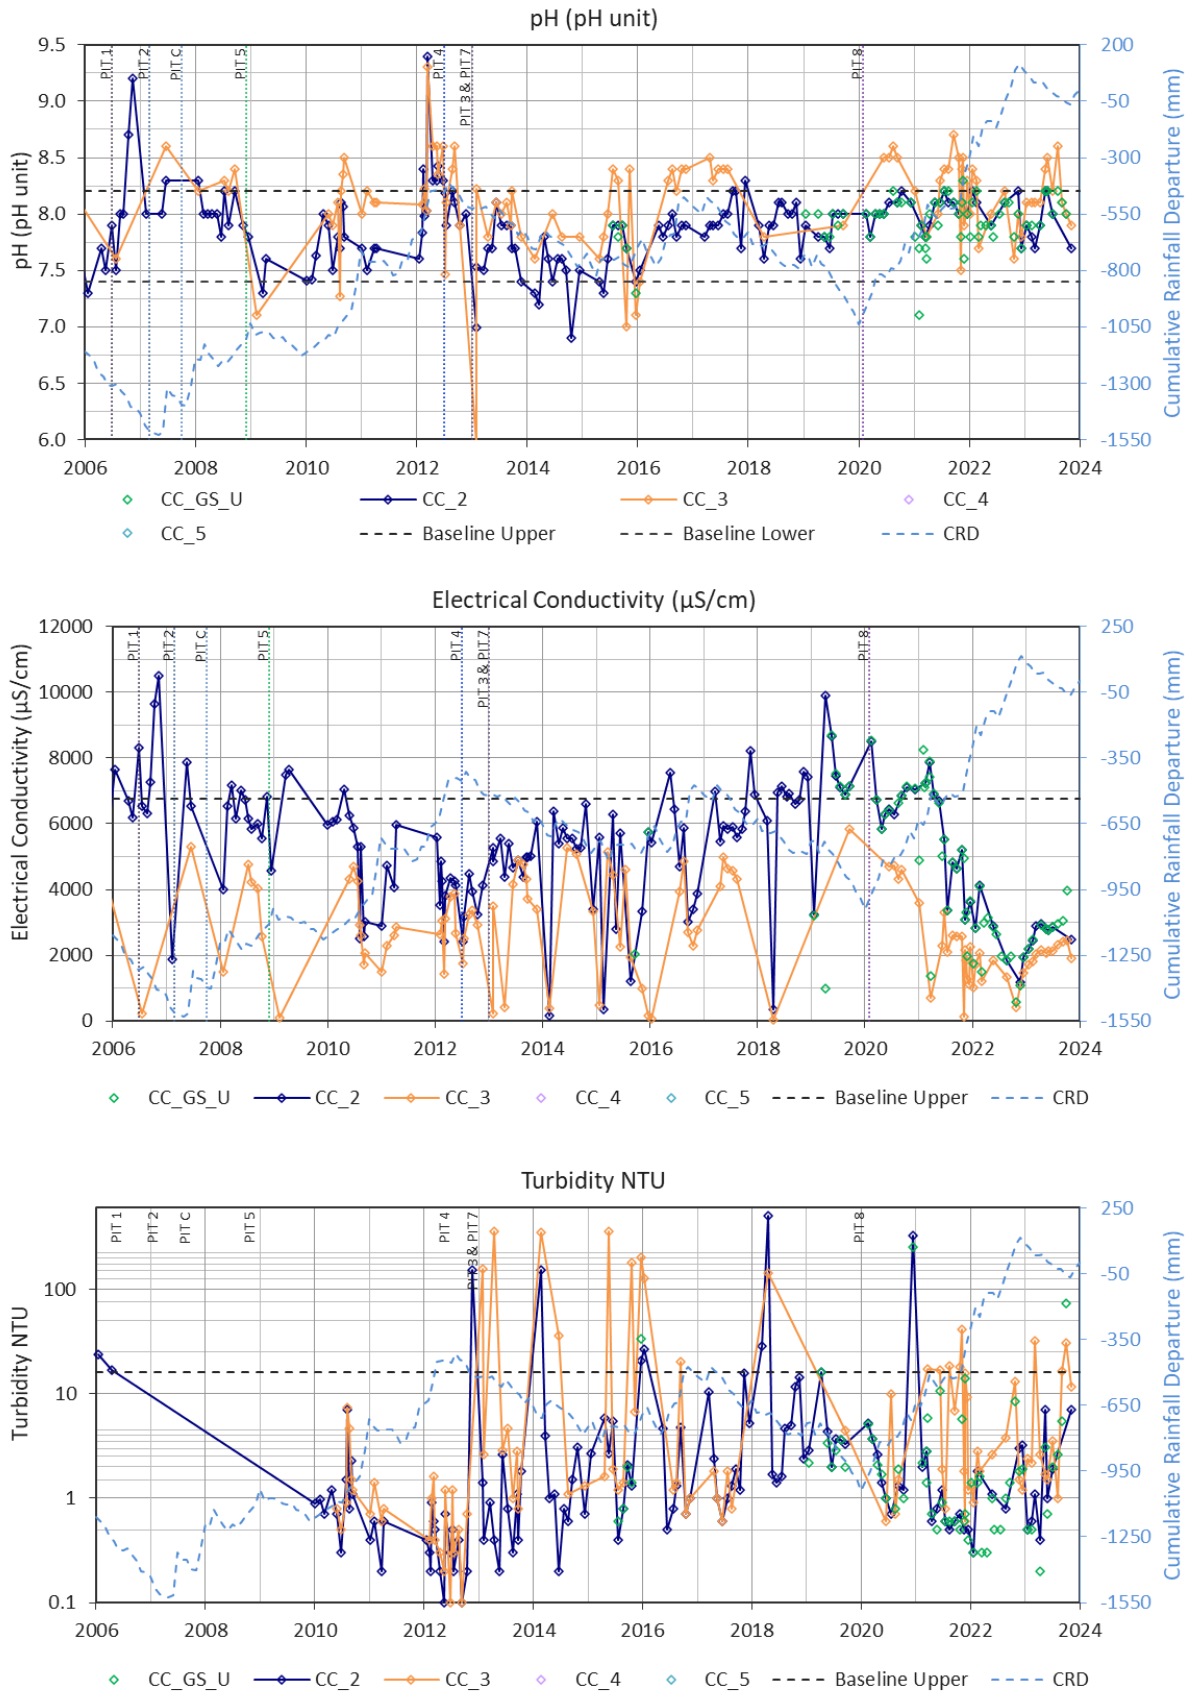 pH (pH unit)
9.5
9.0
8.5
8.0
7.5
7.0
6.5
6.0
pH (pH unit)
PIT 1
PIT 2
PIT C
PIT 5
PIT 4
PIT 3 & PIT 7
PIT 8
200
-50
-300
-550
-800
-1050
-1300
-1550
Cumulative Rainfall Departure (mm)
2006 2008 2010 2012 2014 2016 2018 2020 2022 2024
CC_GS_U CC_2 CC_3 CC_4
CC_5 Baseline Upper Baseline Lower CRD
Electrical Conductivity (µS/cm)
12000
10000
8000
6000
4000
2000
0
Electrical Conductivity (µS/cm)
PIT 1
PIT 2
PIT C
PIT 5
PIT 4
PIT 3 & PIT 7
PIT 8
250
-50
-350
-650
-950
-1250
-1550
Cumulative Rainfall Departure (mm)
2006 2008 2010 2012 2014 2016 2018 2020 2022 2024
CC_GS_U CC_2 CC_3 CC_4 CC_5 Baseline Upper CRD
Turbidity NTU
100
10
1
0.1
Turbidity NTU
PIT 1
PIT 2
PIT C
PIT 5
PIT 4
PIT 3 & PIT 7
PIT 8
250
-50
-350
-650
-950
-1250
-1550
Cumulative Rainfall Departure (mm)
2006 2008 2010 2012 2014 2016 2018 2020 2022 2024
CC_GS_U CC_2 CC_3 CC_4 CC_5 Baseline Upper CRD